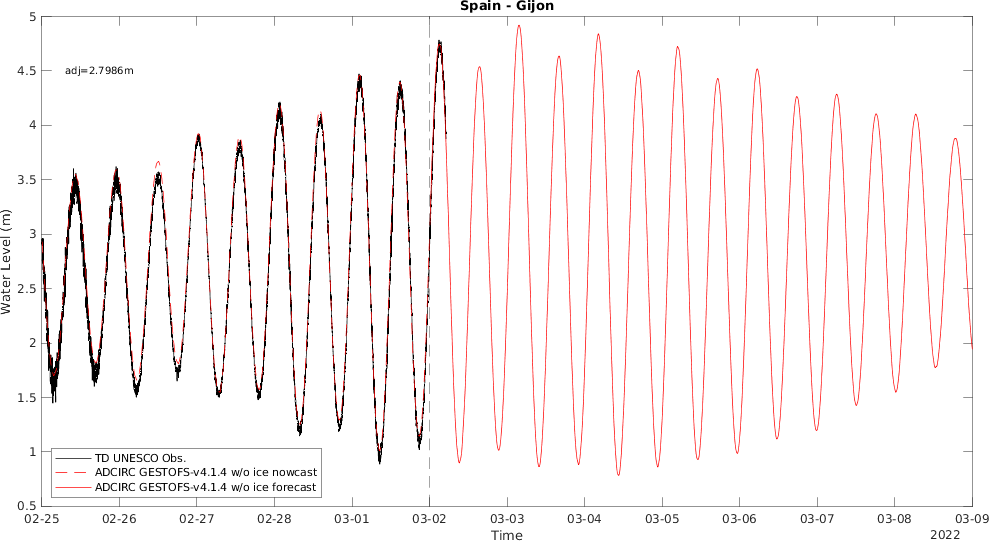 Spain - Gijon
5
4.5
4
3.5
3
2.5
2
1.5
1
0.5
Water Level (m)
adj=2.7986m
TD UNESCO Obs.
ADCIRC GESTOFS-v4.1.4 w/o ice nowcast
ADCIRC GESTOFS-v4.1.4 w/o ice forecast
02-25 02-26 02-27 02-28 03-01 03-02 03-03 03-04 03-05 03-06 03-07 03-08 03-09
Time
2022